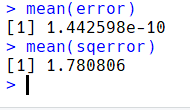 > mean(error)
[1] 1.442598e-10
> mean(sqerror)
[1] 1.780806
>